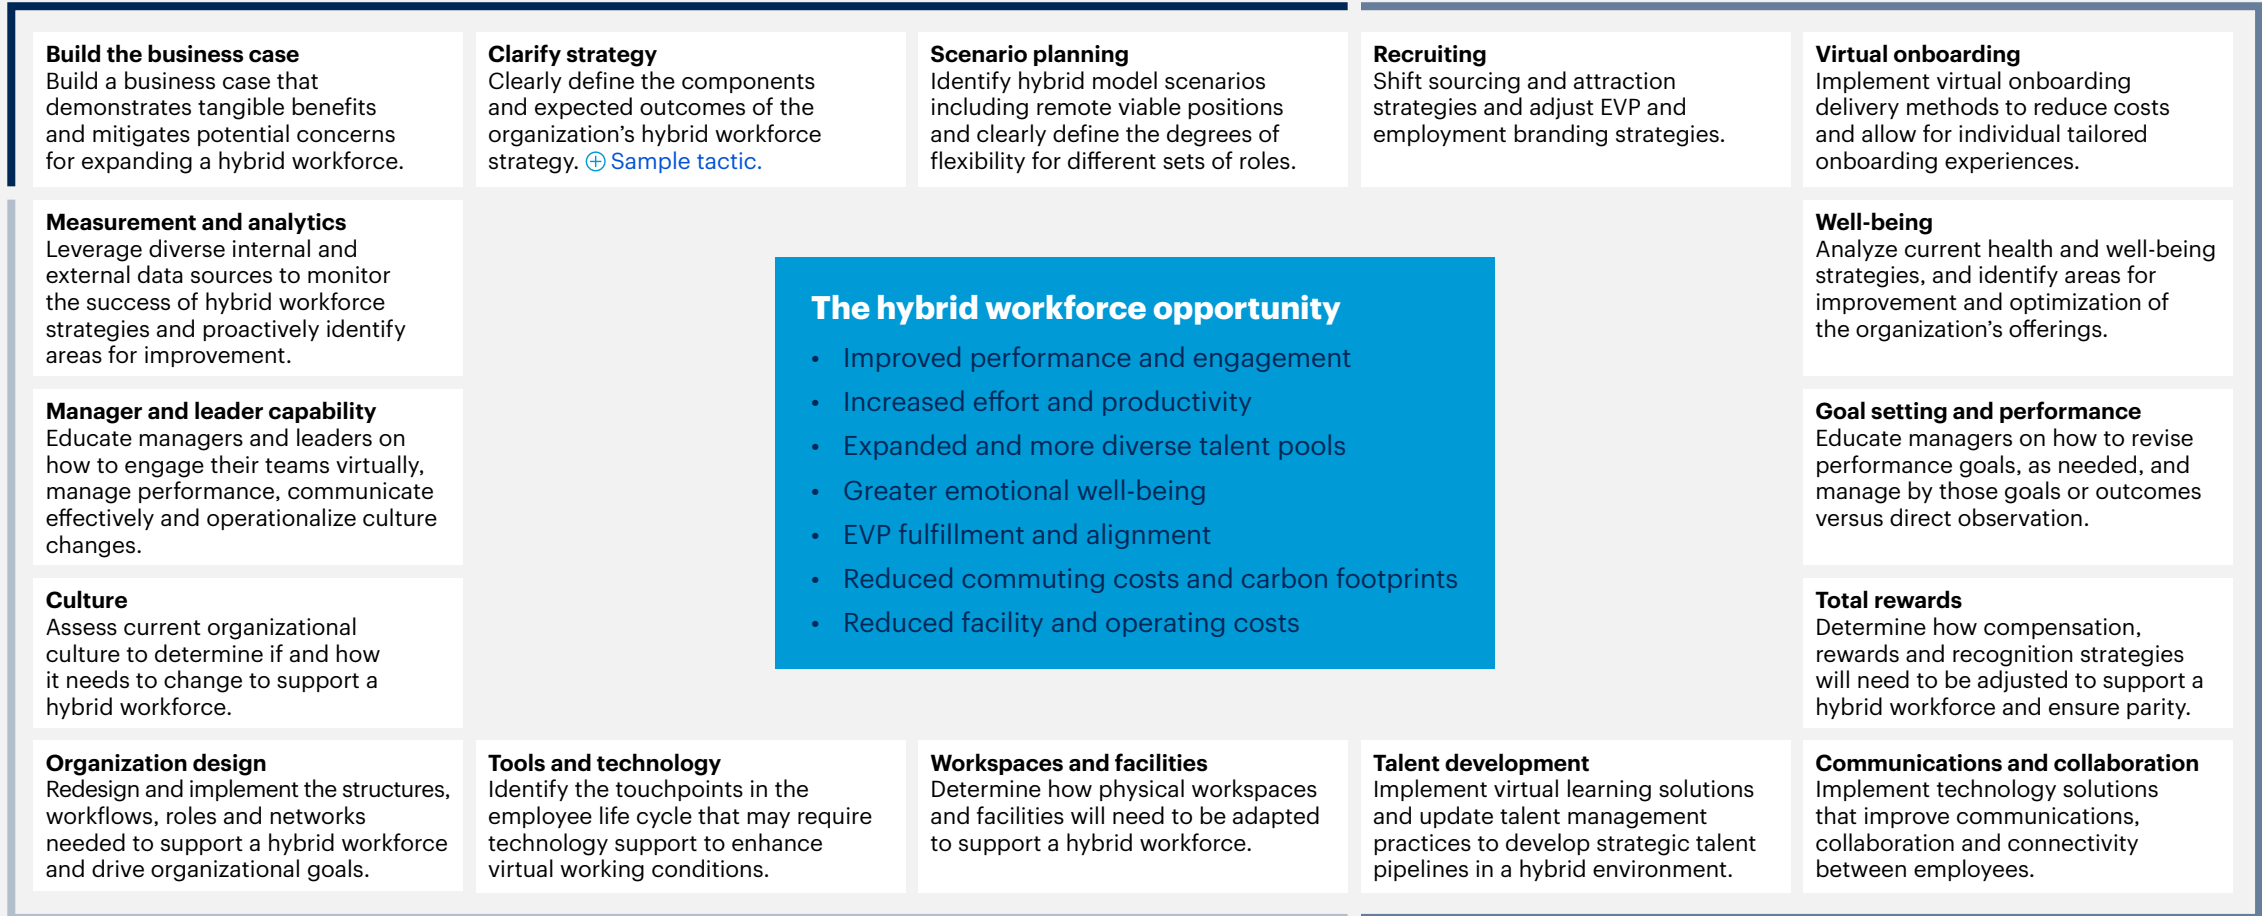 Build the business case
Build a business case that
demonstrates tangible benefits
and mitigates potential concerns
for expanding a hybrid workforce.
Clarify strategy
Clearly define the components
and expected outcomes of the
organization's hybrid workforce
strategy. ⊕ Sample tactic.
Scenario planning
Identify hybrid model scenarios
including remote viable positions
and clearly define the degrees of
flexibility for different sets of roles.
Recruiting
Shift sourcing and attraction
strategies and adjust EVP and
employment branding strategies.
Virtual onboarding
Implement virtual onboarding
delivery methods to reduce costs
and allow for individual tailored
onboarding experiences.
Measurement and analytics
Leverage diverse internal and
external data sources to monitor
the success of hybrid workforce
strategies and proactively identify
areas for improvement.
Manager and leader capability
Educate managers and leaders on
how to engage their teams virtually,
manage performance, communicate
effectively and operationalize culture
changes.
Culture
Assess current organizational
culture to determine if and how
it needs to change to support a
hybrid workforce.
The hybrid workforce opportunity
• Improved performance and engagement
• Increased effort and productivity
• Expanded and more diverse talent pools
• Greater emotional well-being
• EVP fulfillment and alignment
• Reduced commuting costs and carbon footprints
• Reduced facility and operating costs
Well-being
Analyze current health and well-being
strategies, and identify areas for
improvement and optimization of
the organization's offerings.
Goal setting and performance
Educate managers on how to revise
performance goals, as needed, and
manage by those goals or outcomes
versus direct observation.
Total rewards
Determine how compensation,
rewards and recognition strategies
will need to be adjusted to support a
hybrid workforce and ensure parity.
Organization design
Redesign and implement the structures,
workflows, roles and networks
needed to support a hybrid workforce
and drive organizational goals.
Tools and technology
Identify the touchpoints in the
employee life cycle that may require
technology support to enhance
virtual working conditions.
Workspaces and facilities
Determine how physical workspaces
and facilities will need to be adapted
to support a hybrid workforce.
Talent development
Implement virtual learning solutions
and update talent management
practices to develop strategic talent
pipelines in a hybrid environment.
Communications and collaboration
Implement technology solutions
that improve communications,
collaboration and connectivity
between employees.